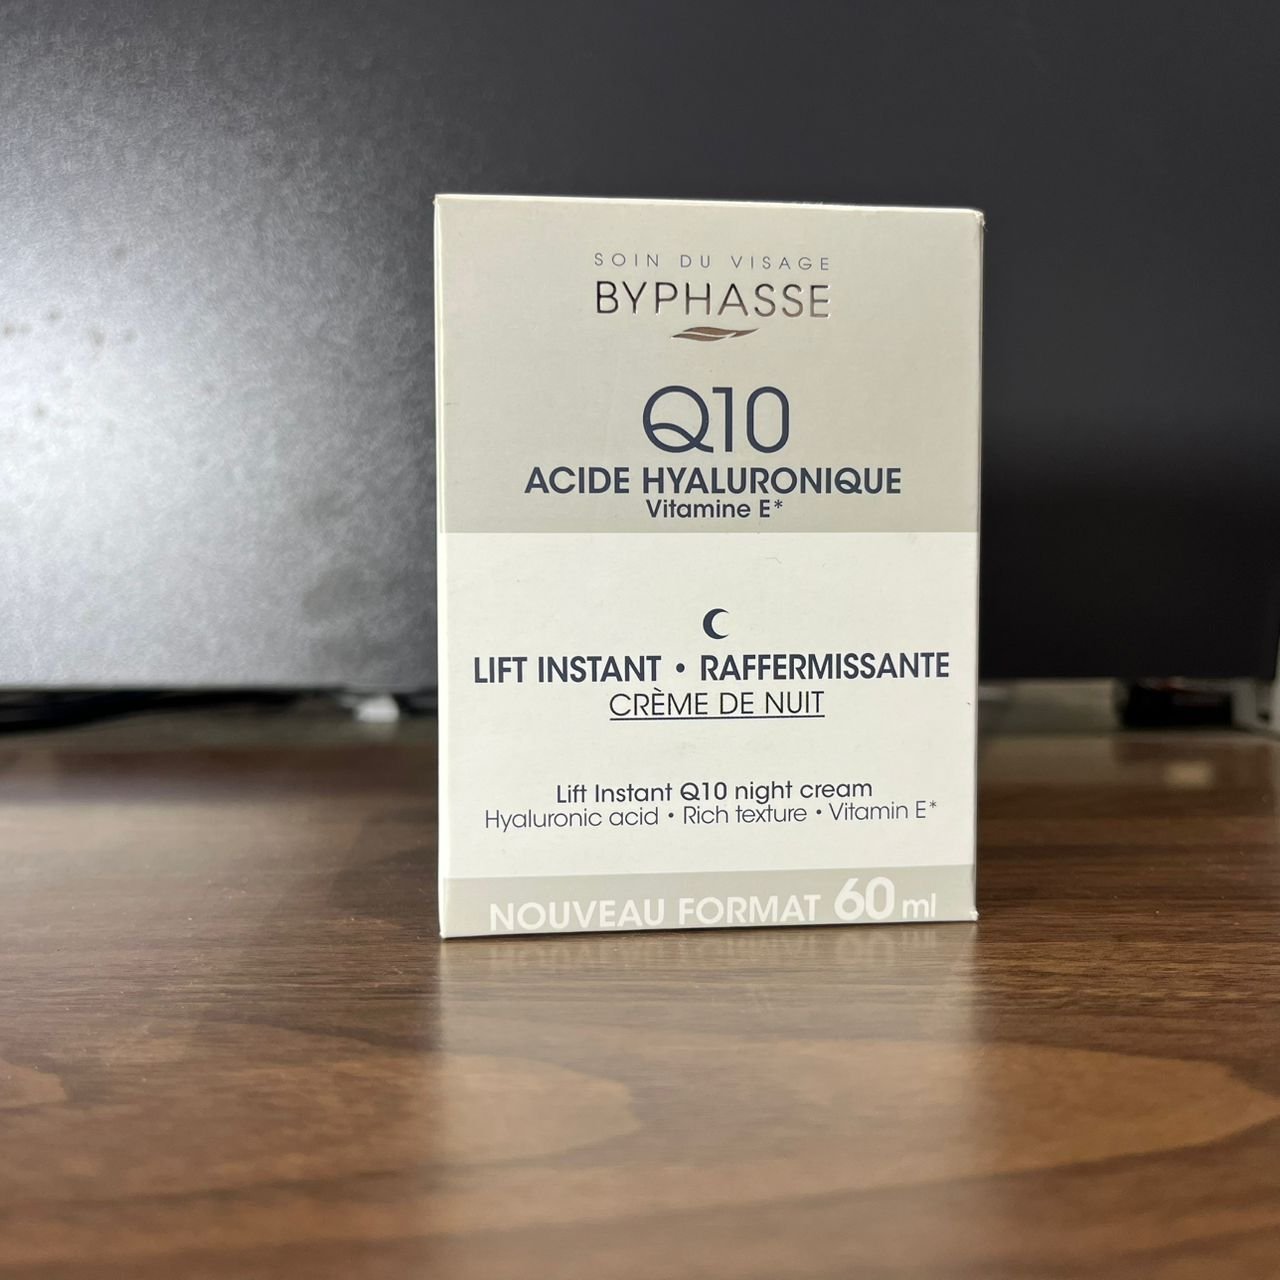 SOIN DU VISAGE
BYPHASSE
Q10
ACIDE HYALURONIQUE
Vitamine E*
LIFT INSTANT • RAFFERMISSANTE
CRÈME DE NUIT
Lift Instant Q10 night cream
Hyaluronic acid • Rich texture • Vitamin E*
NOUVEAU FORMAT 60 ml